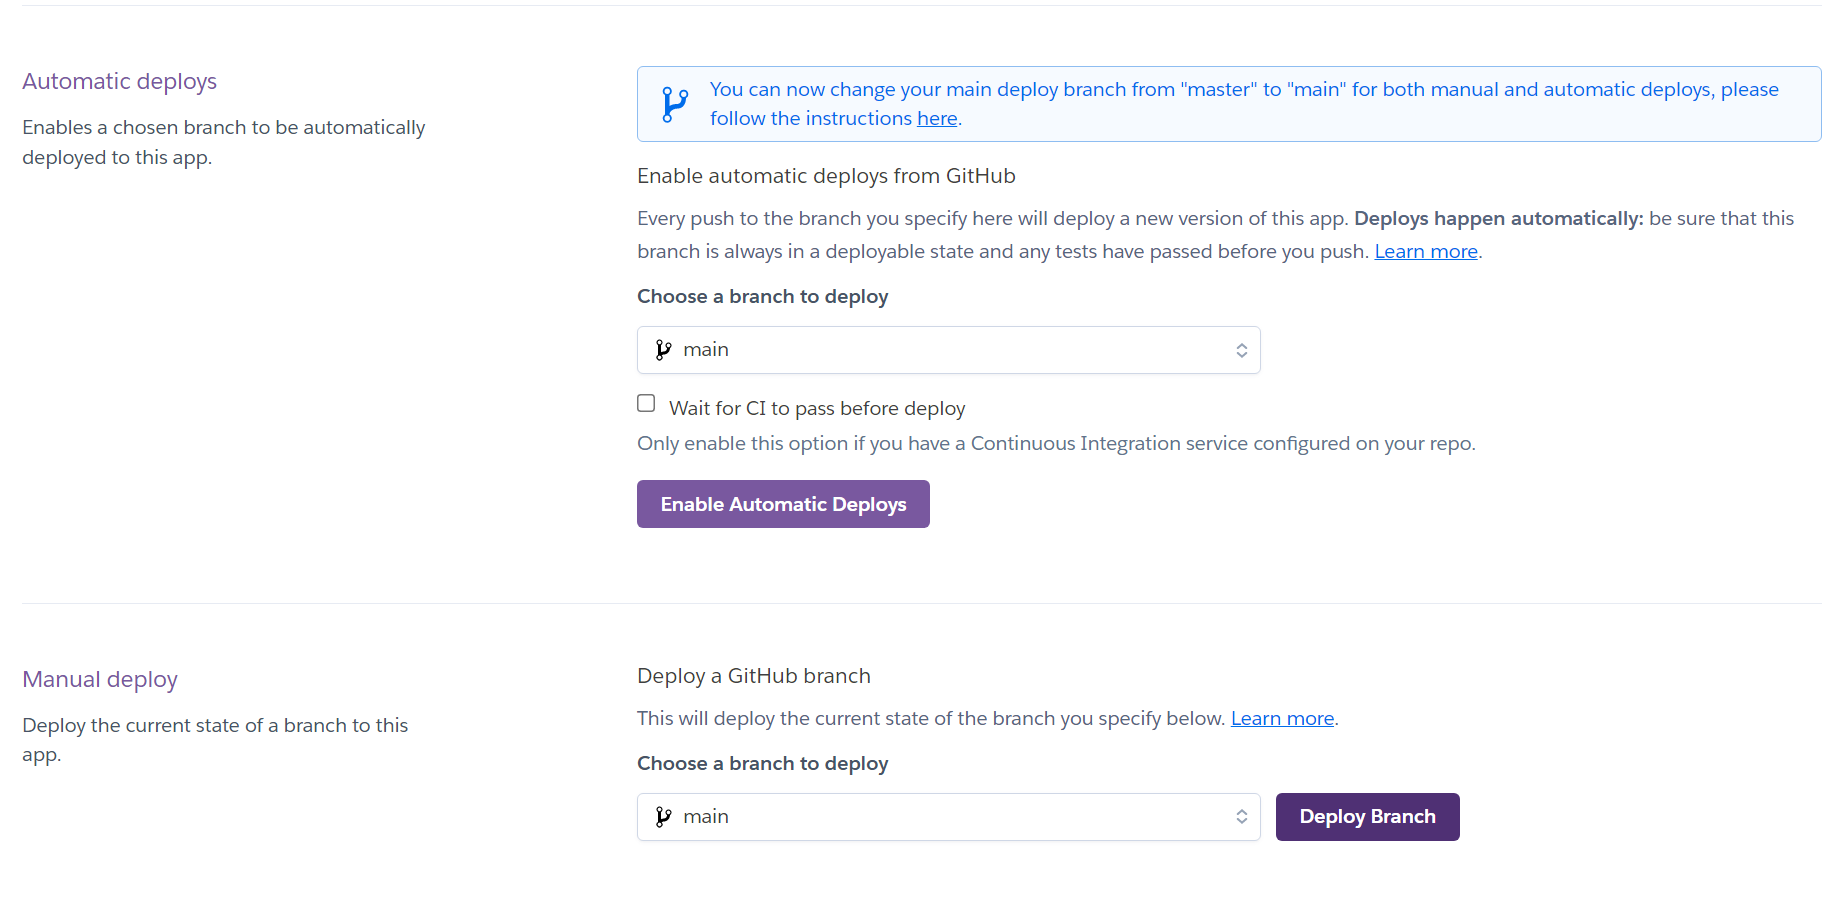 Automatic deploys
Enables a chosen branch to be automatically
deployed to this app.
You can now change your main deploy branch from "master" to "main" for both manual and automatic deploys, please
follow the instructions here.
Enable automatic deploys from GitHub
Every push to the branch you specify here will deploy a new version of this app. Deploys happen automatically: be sure that this
branch is always in a deployable state and any tests have passed before you push. Learn more.
Choose a branch to deploy
main
Wait for CI to pass before deploy
Only enable this option if you have a Continuous Integration service configured on your repo.
Enable Automatic Deploys
Manual deploy
Deploy the current state of a branch to this
app.
Deploy a GitHub branch
This will deploy the current state of the branch you specify below. Learn more.
Choose a branch to deploy
main
Deploy Branch